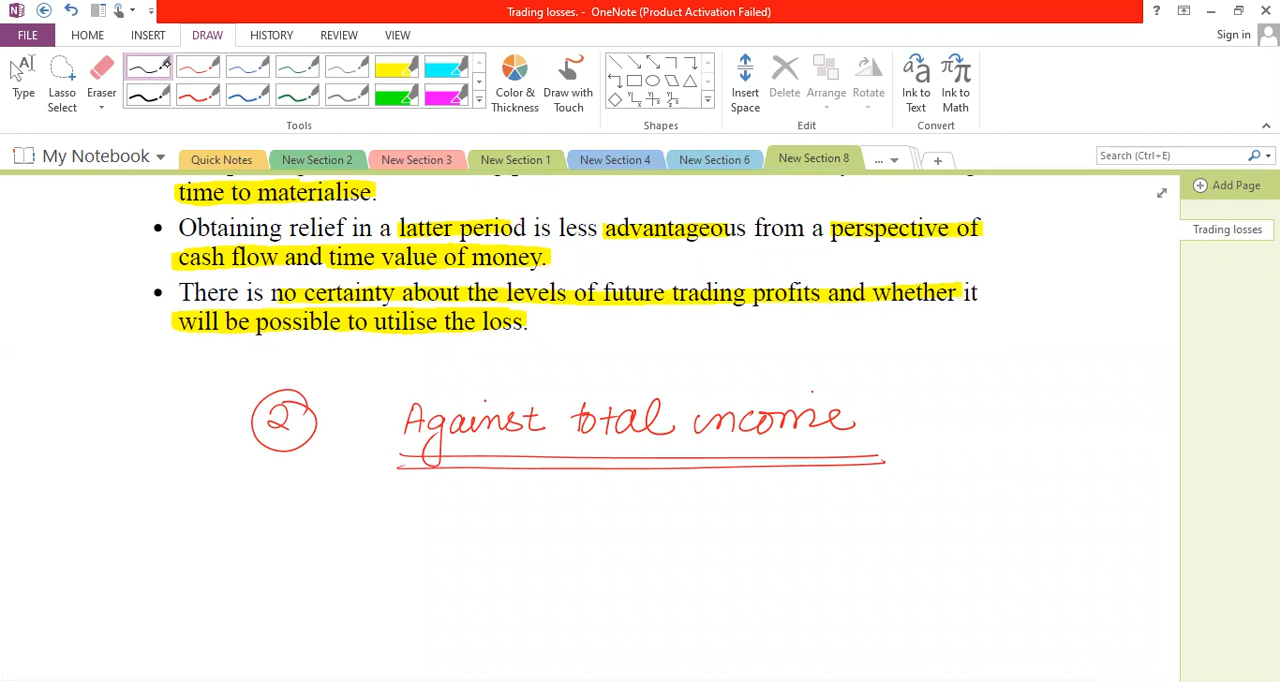 Trading losses. - OneNote (Product Activation Failed)
?
FILE HOME INSERT DRAW HISTORY REVIEW VIEW
Sign in
Type Lasso Select Eraser
Color & Thickness Draw with Touch
Insert Space Delete Arrange Rotate
Ink to Text Ink to Math
Tools Shapes Edit Convert
My Notebook Quick Notes New Section 2 New Section 3 New Section 1 New Section 4 New Section 6 New Section 8 ... +
Search (Ctrl+E)
Add Page
Trading losses
time to materialise.
• Obtaining relief in a latter period is less advantageous from a perspective of
cash flow and time value of money.
• There is no certainty about the levels of future trading profits and whether it
will be possible to utilise the loss.
2 Against total income